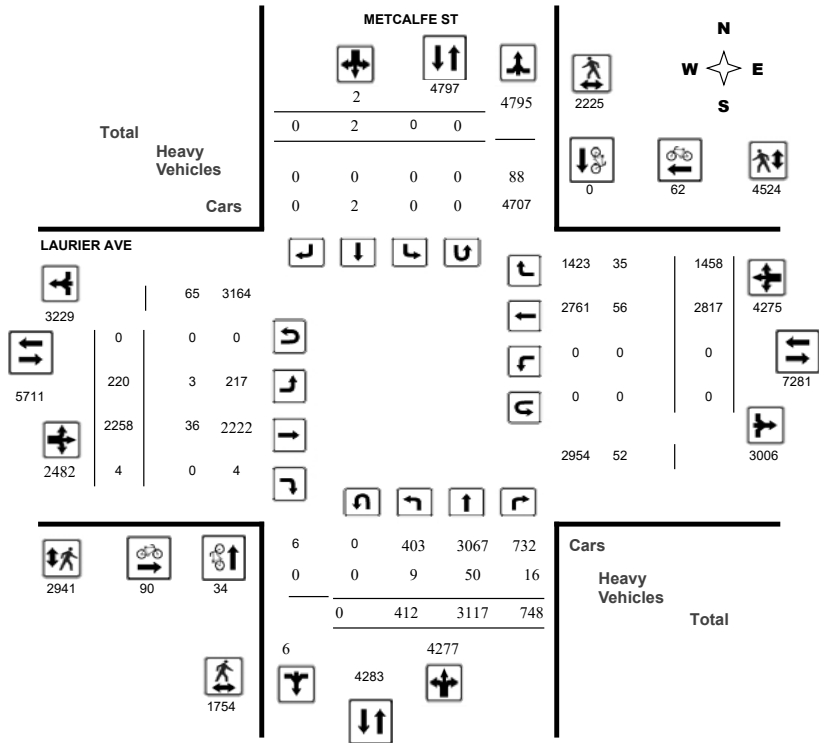 METCALFE ST
N
W E
S
2 4797 4795 2225
Total 0 2 0 0
Heavy
Vehicles 0 0 0 0 88
Cars 0 2 0 0 4707
0 62 4524
LAURIER AVE
3229 65 3164
0 0 0
5711 220 3 217
2258 36 2222
2482 4 0 4
1423 35 1458
2761 56 2817 4275
0 0 0
7281
0 0 0
2954 52 3006
6 0 403 3067 732 Cars
0 0 9 50 16 Heavy
Vehicles
0 412 3117 748 Total
2941 90 34
6 4283 4277
1754